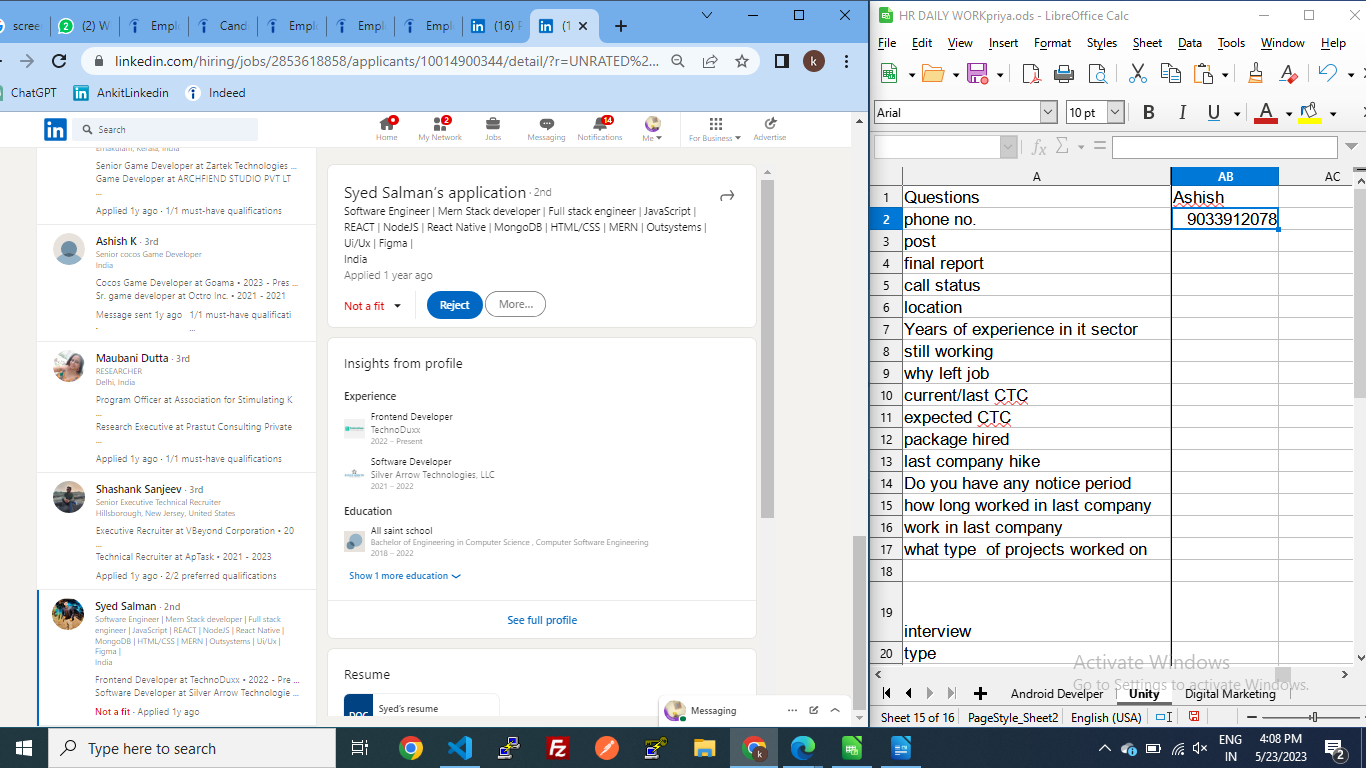 scree
(2) W
Emplo
Candi
Emplo
Emplo
Emplo
(16) F
(1
linkedin.com/hiring/jobs/2853618858/applicants/10014900344/detail/?r=UNRATED%2...
k
ChatGPT
AnkitLinkedin
Indeed
Search
Home
2
My Network
Jobs
Messaging
14
Notifications
Me
For Business
Advertise
Ernakulam, Kerala, India
Senior Game Developer at Zartek Technologies ...
Game Developer at ARCHFIEND STUDIO PVT LT
...
Applied 1y ago · 1/1 must-have qualifications
Ashish K · 3rd
Senior cocos Game Developer
India
Cocos Game Developer at Goama • 2023 - Pres ...
Sr. game developer at Octro Inc. • 2021 - 2021
Message sent 1y ago 1/1 must-have qualificati
...
Maubani Dutta · 3rd
RESEARCHER
Delhi, India
Program Officer at Association for Stimulating K
...
Research Executive at Prastut Consulting Private
...
Applied 1y ago · 1/1 must-have qualifications
Shashank Sanjeev · 3rd
Senior Executive Technical Recruiter
Hillsborough, New Jersey, United States
Executive Recruiter at VBeyond Corporation • 20
...
Technical Recruiter at ApTask • 2021 - 2023
Applied 1y ago · 2/2 preferred qualifications
Syed Salman · 2nd
Software Engineer | Mern Stack developer | Full stack
engineer | JavaScript | REACT | NodeJS | React Native |
MongoDB | HTML/CSS | MERN | Outsystems | Ui/Ux |
Figma |
India
Frontend Developer at TechnoDuxx • 2022 - Pre ...
Software Developer at Silver Arrow Technologie ...
Not a fit · Applied 1y ago
Syed Salman's application · 2nd
Software Engineer | Mern Stack developer | Full stack engineer | JavaScript |
REACT | NodeJS | React Native | MongoDB | HTML/CSS | MERN | Outsystems |
Ui/Ux | Figma |
India
Applied 1 year ago
Not a fit
Reject
More...
Insights from profile
Experience
Frontend Developer
TechnoDuxx
2022 – Present
Software Developer
Silver Arrow Technologies, LLC
2021 – 2022
Education
All saint school
Bachelor of Engineering in Computer Science , Computer Software Engineering
2018 – 2022
Show 1 more education
See full profile
Resume
DOC
Syed's resume
Messaging
HR DAILY WORKpriya.ods - LibreOffice Calc
File Edit View Insert Format Styles Sheet Data Tools Window Help
Arial
10 pt
B I U A
fx Σ =
A AB AC
1 Questions Ashish
2 phone no. 9033912078
3 post
4 final report
5 call status
6 location
7 Years of experience in it sector
8 still working
9 why left job
10 current/last CTC
11 expected CTC
12 package hired
13 last company hike
14 Do you have any notice period
15 how long worked in last company
16 work in last company
17 what type of projects worked on
18
19 interview
20 type
Activate Windows
Go to Settings to activate Windows.
Android Develper
Unity
Digital Marketing
Sheet 15 of 16
PageStyle_Sheet2
English (USA)
Type here to search
k
ENG
IN
4:08 PM
5/23/2023
2